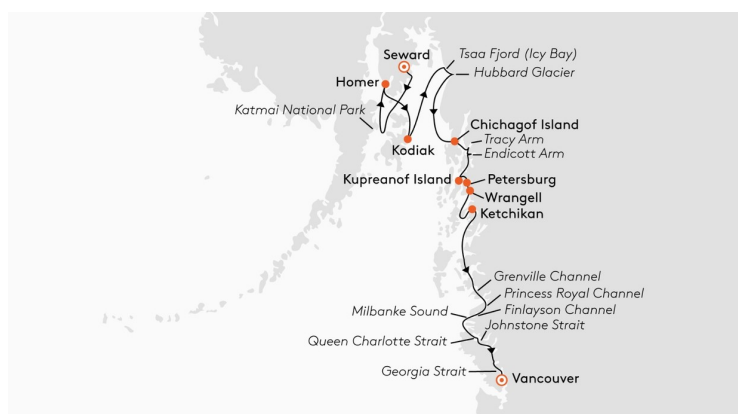 Seward
Tsaa Fjord (Icy Bay)
Hubbard Glacier
Homer
Katmai National Park
Kodiak
Chichagof Island
Tracy Arm
Endicott Arm
Kupreanof Island
Petersburg
Wrangell
Ketchikan
Grenville Channel
Princess Royal Channel
Milbanke Sound
Finlayson Channel
Johnstone Strait
Queen Charlotte Strait
Georgia Strait
Vancouver